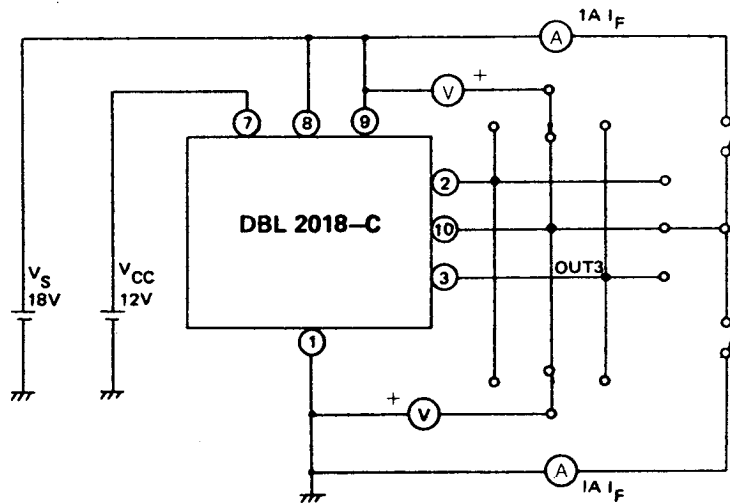 1A I_F
A
V +
7 8 9
2
DBL 2018–C
10
V_S
18V
V_CC
12V
OUT3
3
1
+ V
A
1A I_F